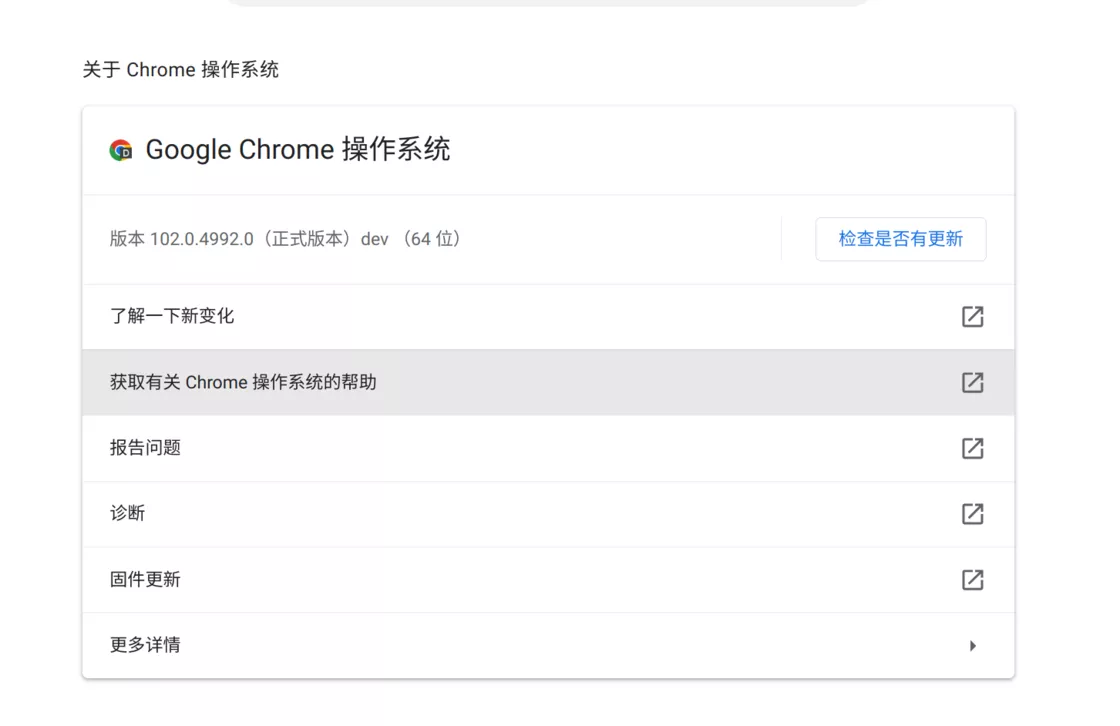 关于 Chrome 操作系统
Google Chrome 操作系统
版本 102.0.4992.0（正式版本）dev （64 位）
检查是否有更新
了解一下新变化
获取有关 Chrome 操作系统的帮助
报告问题
诊断
固件更新
更多详情